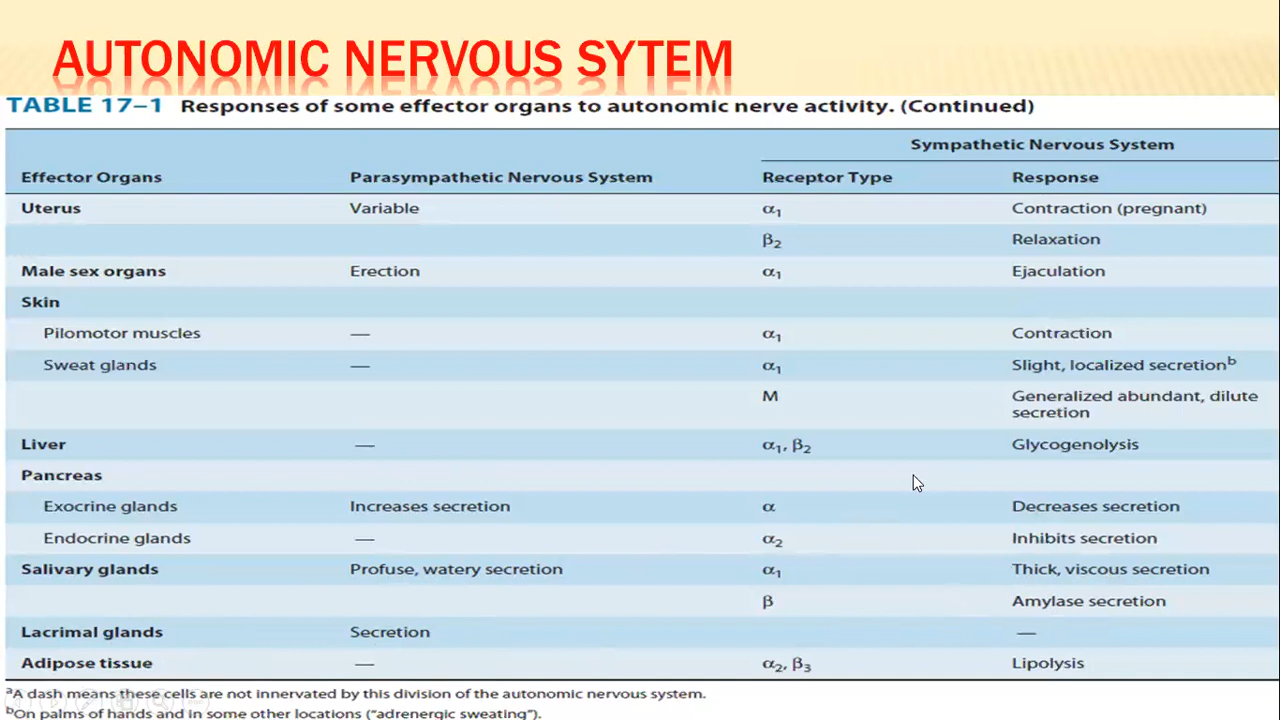 AUTONOMIC NERVOUS SYTEM
TABLE 17–1 Responses of some effector organs to autonomic nerve activity. (Continued)
Sympathetic Nervous System
Effector Organs Parasympathetic Nervous System Receptor Type Response
Uterus Variable α1 Contraction (pregnant)
β2 Relaxation
Male sex organs Erection α1 Ejaculation
Skin
Pilomotor muscles — α1 Contraction
Sweat glands — α1 Slight, localized secretionb
M Generalized abundant, dilute
secretion
Liver — α1, β2 Glycogenolysis
Pancreas
Exocrine glands Increases secretion α Decreases secretion
Endocrine glands — α2 Inhibits secretion
Salivary glands Profuse, watery secretion α1 Thick, viscous secretion
β Amylase secretion
Lacrimal glands Secretion —
Adipose tissue — α2, β3 Lipolysis
aA dash means these cells are not innervated by this division of the autonomic nervous system.
bOn palms of hands and in some other locations (“adrenergic sweating”).